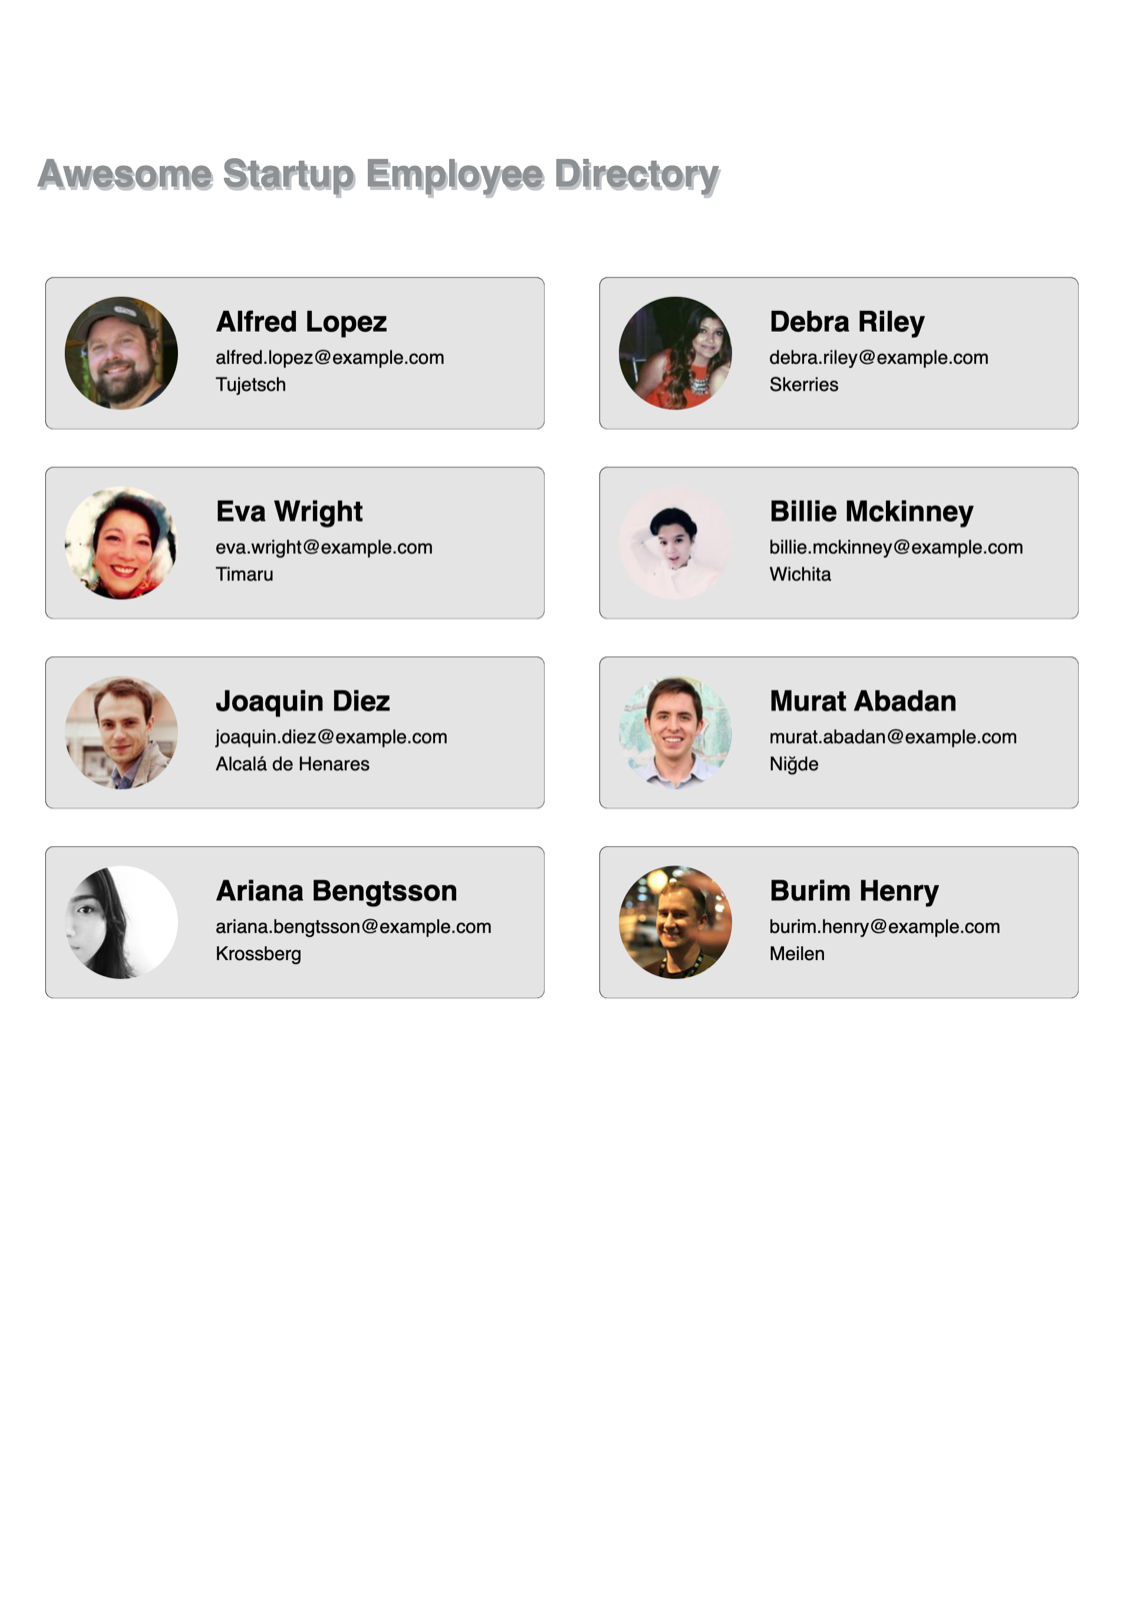 Awesome Startup Employee Directory
Alfred Lopez
alfred.lopez@example.com
Tujetsch
Debra Riley
debra.riley@example.com
Skerries
Eva Wright
eva.wright@example.com
Timaru
Billie Mckinney
billie.mckinney@example.com
Wichita
Joaquin Diez
joaquin.diez@example.com
Alcalá de Henares
Murat Abadan
murat.abadan@example.com
Niğde
Ariana Bengtsson
ariana.bengtsson@example.com
Krossberg
Burim Henry
burim.henry@example.com
Meilen